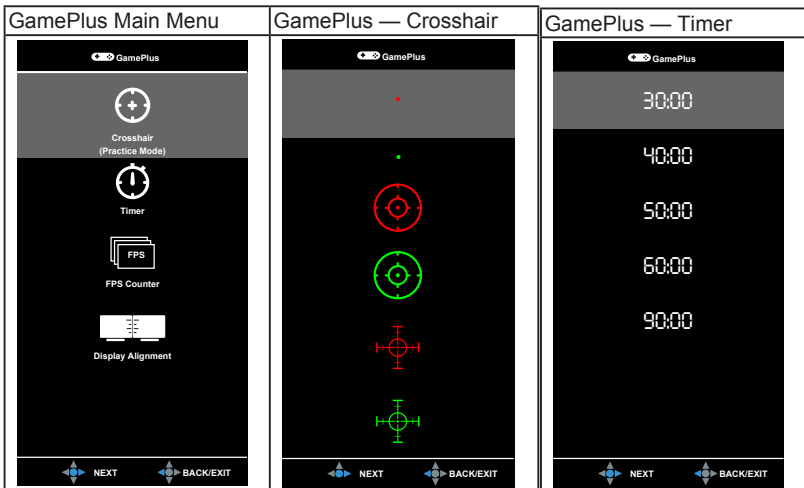 GamePlus Main Menu
GamePlus
Crosshair
(Practice Mode)
Timer
FPS
FPS Counter
Display Alignment
NEXT BACK/EXIT
GamePlus — Crosshair
GamePlus
NEXT BACK/EXIT
GamePlus — Timer
GamePlus
30:00
40:00
50:00
60:00
90:00
NEXT BACK/EXIT